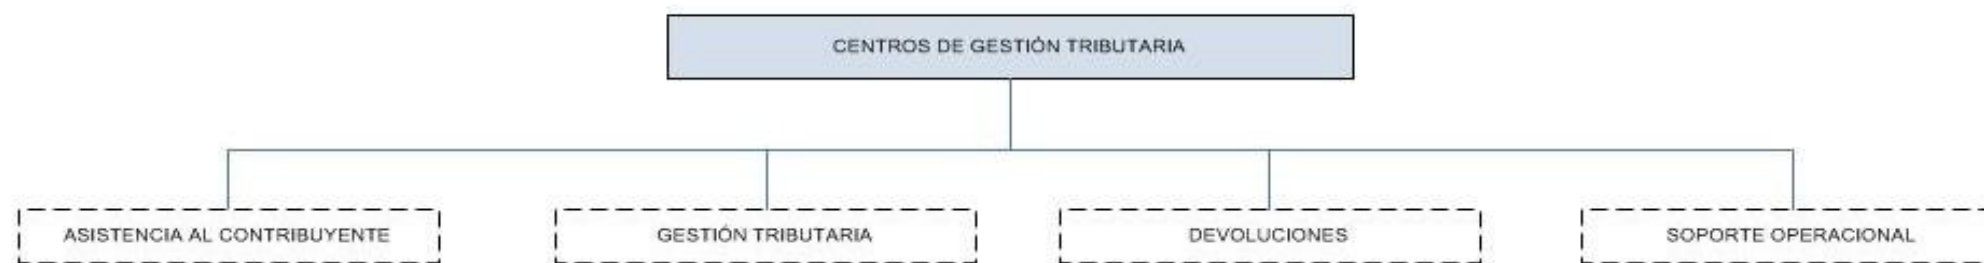 CENTROS DE GESTIÓN TRIBUTARIA
ASISTENCIA AL CONTRIBUYENTE
GESTIÓN TRIBUTARIA
DEVOLUCIONES
SOPORTE OPERACIONAL